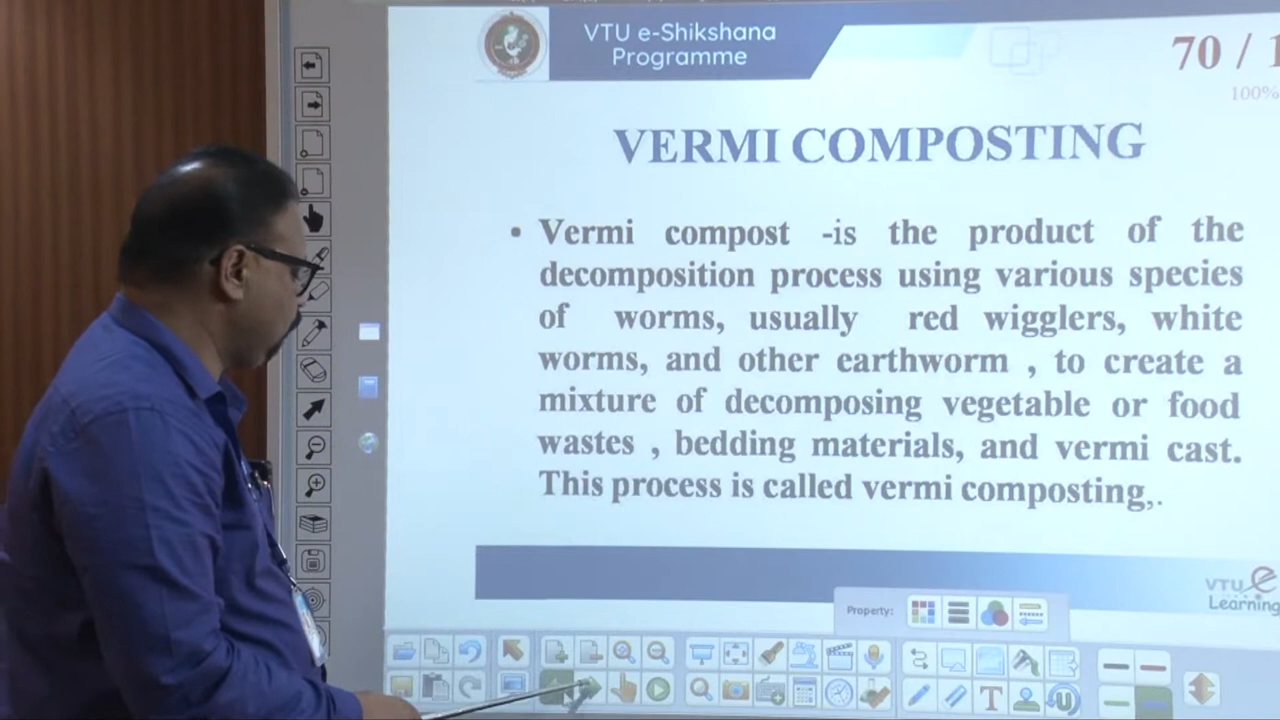 VTU e-Shikshana
Programme
70 / 1
100%
VERMI COMPOSTING
• Vermi compost -is the product of the
decomposition process using various species
of worms, usually red wigglers, white
worms, and other earthworm , to create a
mixture of decomposing vegetable or food
wastes , bedding materials, and vermi cast.
This process is called vermi composting,.
VTU e
Learning
Property: